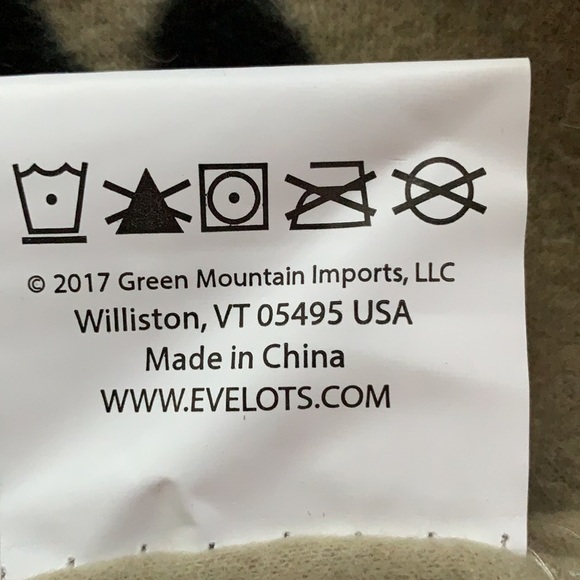 © 2017 Green Mountain Imports, LLC
Williston, VT 05495 USA
Made in China
WWW.EVELOTS.COM